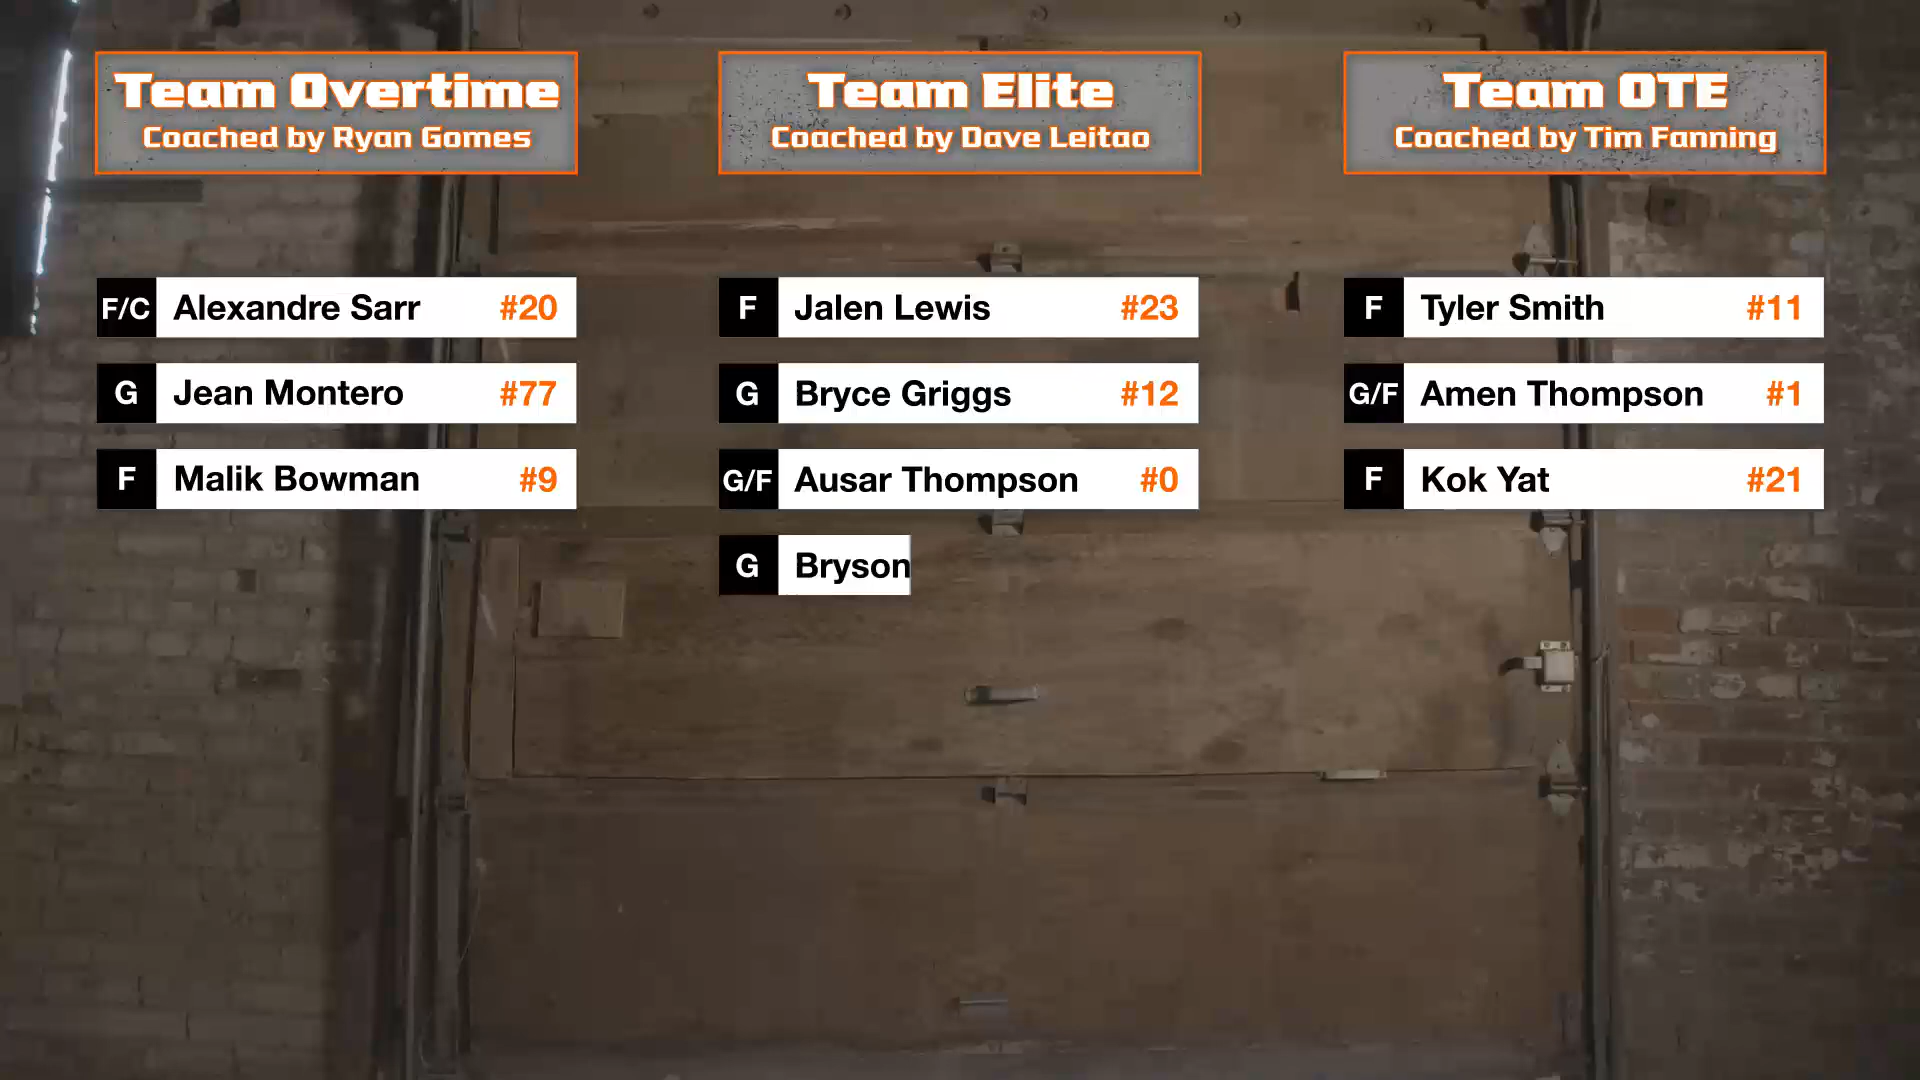 Team Overtime
Coached by Ryan Gomes
F/C Alexandre Sarr #20
G Jean Montero #77
F Malik Bowman #9
Team Elite
Coached by Dave Leitao
F Jalen Lewis #23
G Bryce Griggs #12
G/F Ausar Thompson #0
G Bryson
Team OTE
Coached by Tim Fanning
F Tyler Smith #11
G/F Amen Thompson #1
F Kok Yat #21